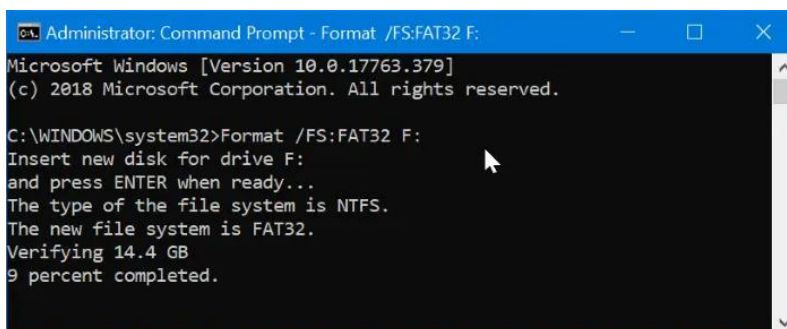 Administrator: Command Prompt - Format /FS:FAT32 F:
Microsoft Windows [Version 10.0.17763.379]
(c) 2018 Microsoft Corporation. All rights reserved.
C:\WINDOWS\system32>Format /FS:FAT32 F:
Insert new disk for drive F:
and press ENTER when ready...
The type of the file system is NTFS.
The new file system is FAT32.
Verifying 14.4 GB
9 percent completed.